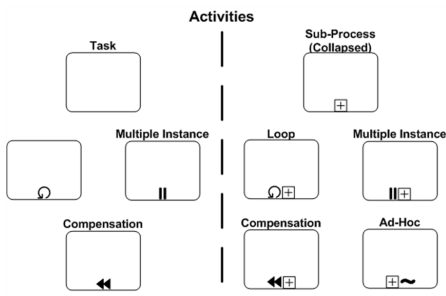 Activities
Task
Sub-Process
(Collapsed)
Multiple Instance
Loop
Multiple Instance
Compensation
Compensation
Ad-Hoc